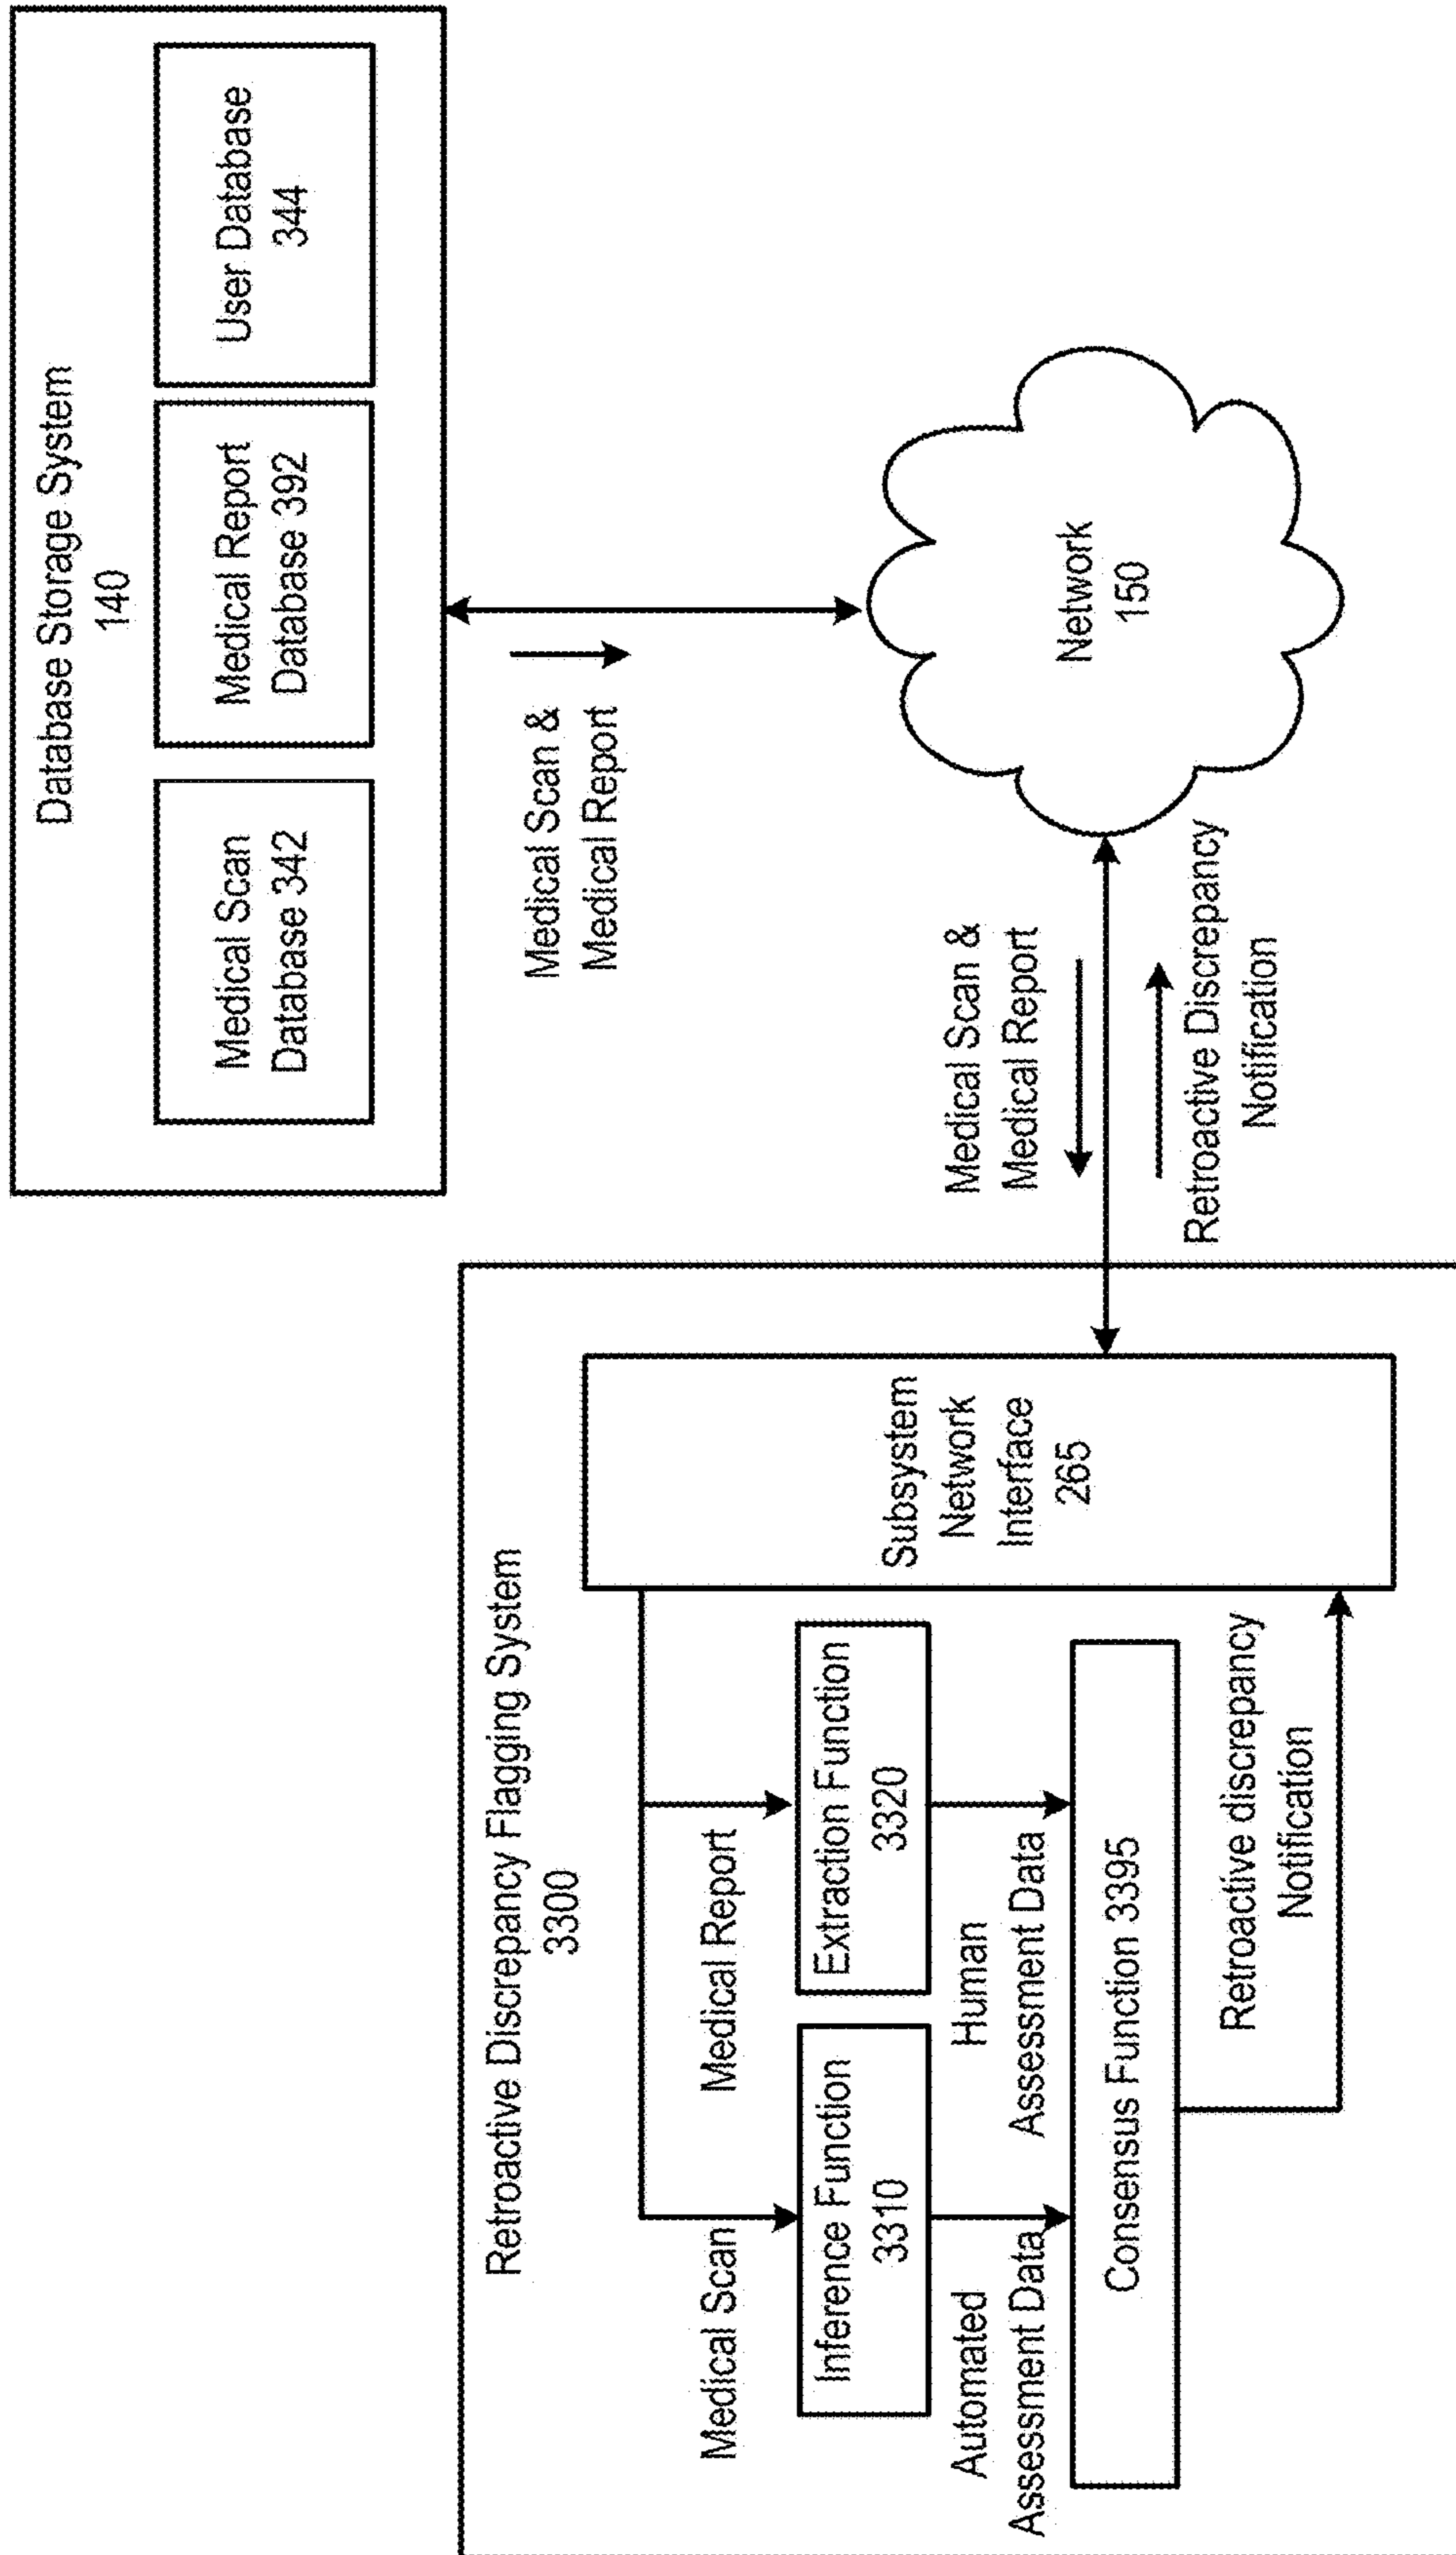 Database Storage System
140
Medical Scan
Database 342
Medical Report
Database 392
User Database
344
Medical Scan &
Medical Report
Network
150
Medical Scan &
Medical Report
Retroactive Discrepancy
Notification
Retroactive Discrepancy Flagging System
3300
Subsystem
Network
Interface
265
Medical Scan
Medical Report
Inference Function
3310
Extraction Function
3320
Automated
Assessment Data
Human
Assessment Data
Consensus Function 3395
Retroactive discrepancy
Notification